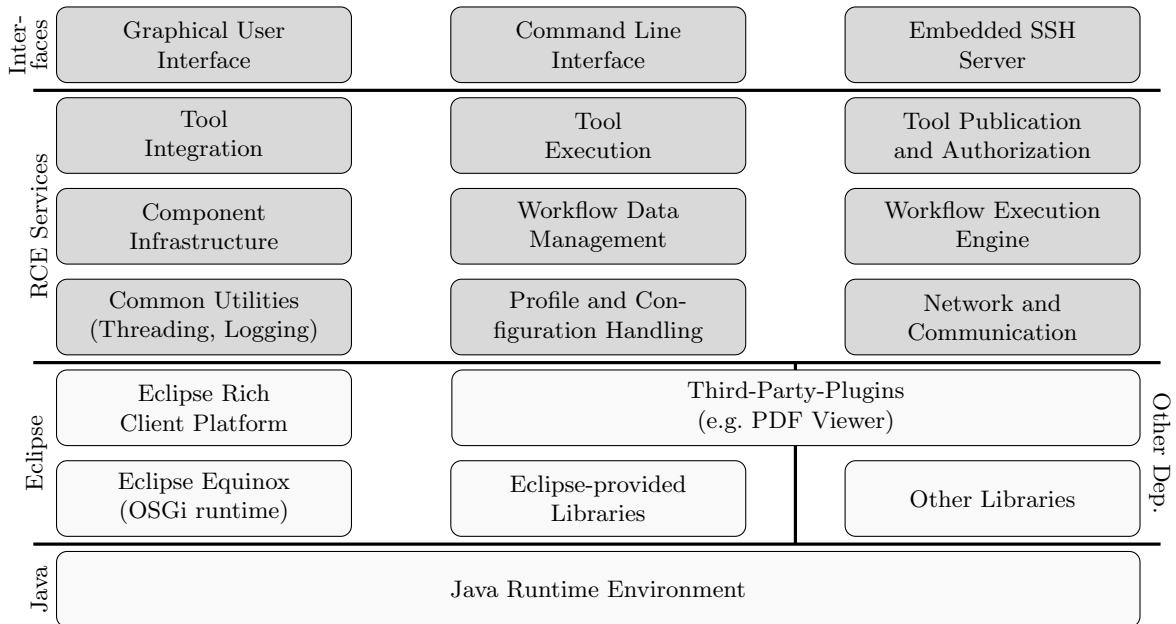 Inter-
faces
Graphical User
Interface
Command Line
Interface
Embedded SSH
Server
RCE Services
Tool
Integration
Tool
Execution
Tool Publication
and Authorization
Component
Infrastructure
Workflow Data
Management
Workflow Execution
Engine
Common Utilities
(Threading, Logging)
Profile and Con-
figuration Handling
Network and
Communication
Eclipse
Eclipse Rich
Client Platform
Third-Party-Plugins
(e.g. PDF Viewer)
Other Dep.
Eclipse Equinox
(OSGi runtime)
Eclipse-provided
Libraries
Other Libraries
Java
Java Runtime Environment